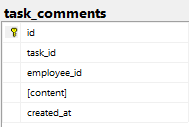 task_comments
id
task_id
employee_id
[content]
created_at